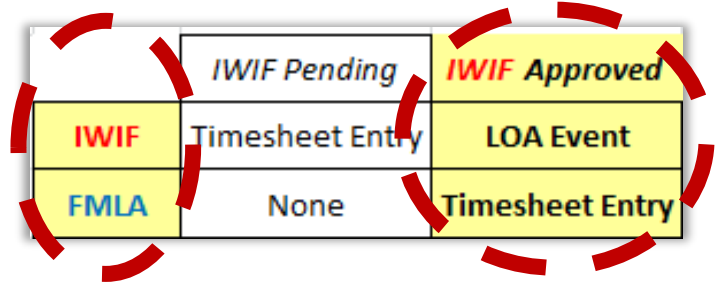 IWIF Pending IWIF Approved
IWIF Timesheet Entry LOA Event
FMLA None Timesheet Entry